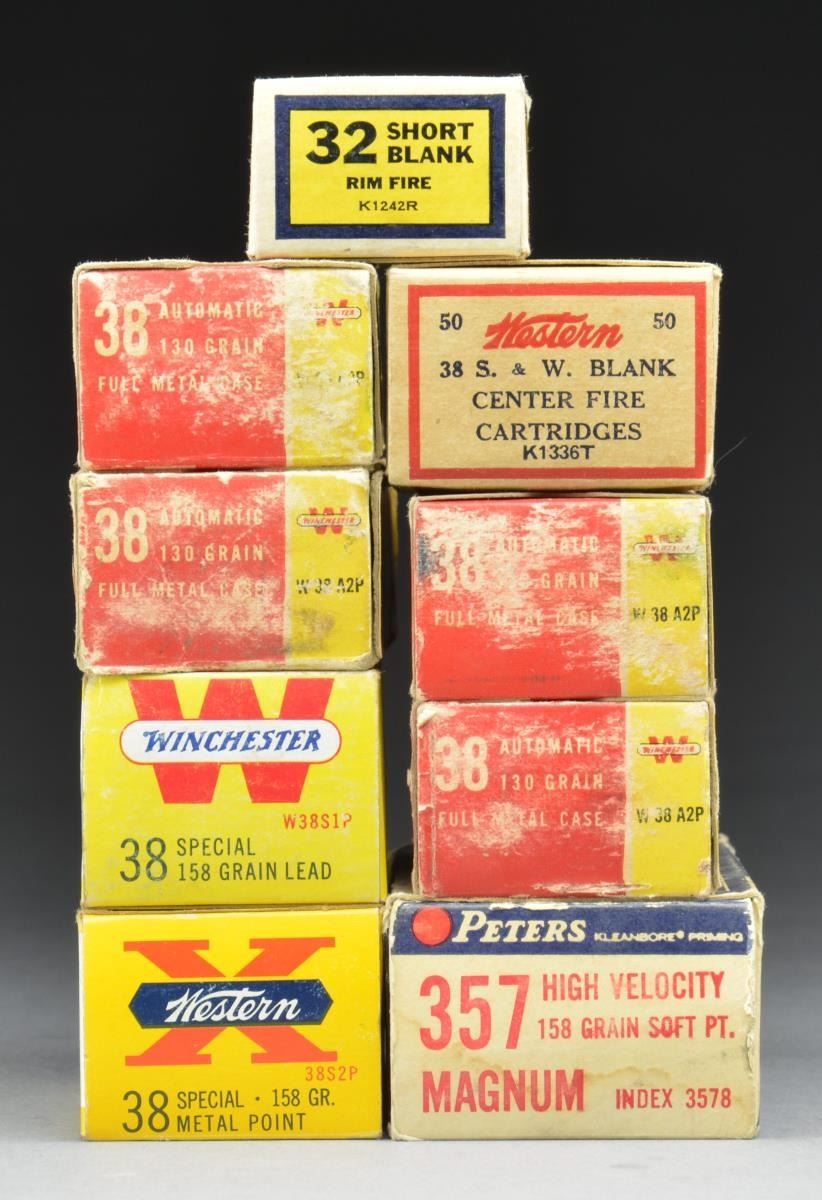 32 SHORT
BLANK
RIM FIRE
K1242R
38 AUTOMATIC
130 GRAIN
FULL METAL CASE
WINCHESTER
50 Western 50
38 S. & W. BLANK
CENTER FIRE
CARTRIDGES
K1336T
38 AUTOMATIC
130 GRAIN
FULL METAL CASE
W
WINCHESTER
W 38 A2P
38 AUTOMATIC
GRAIN
FULL METAL CASE
WINCHESTER
W 38 A2P
W
WINCHESTER
W38S1P
38 SPECIAL
158 GRAIN LEAD
38 AUTOMATIC
130 GRAIN
FULL METAL CASE
W
WINCHESTER
W 38 A2P
X
Western
38S2P
38 SPECIAL · 158 GR.
METAL POINT
PETERS KLEANBORE® PRIMING
357 HIGH VELOCITY
158 GRAIN SOFT PT.
MAGNUM INDEX 3578